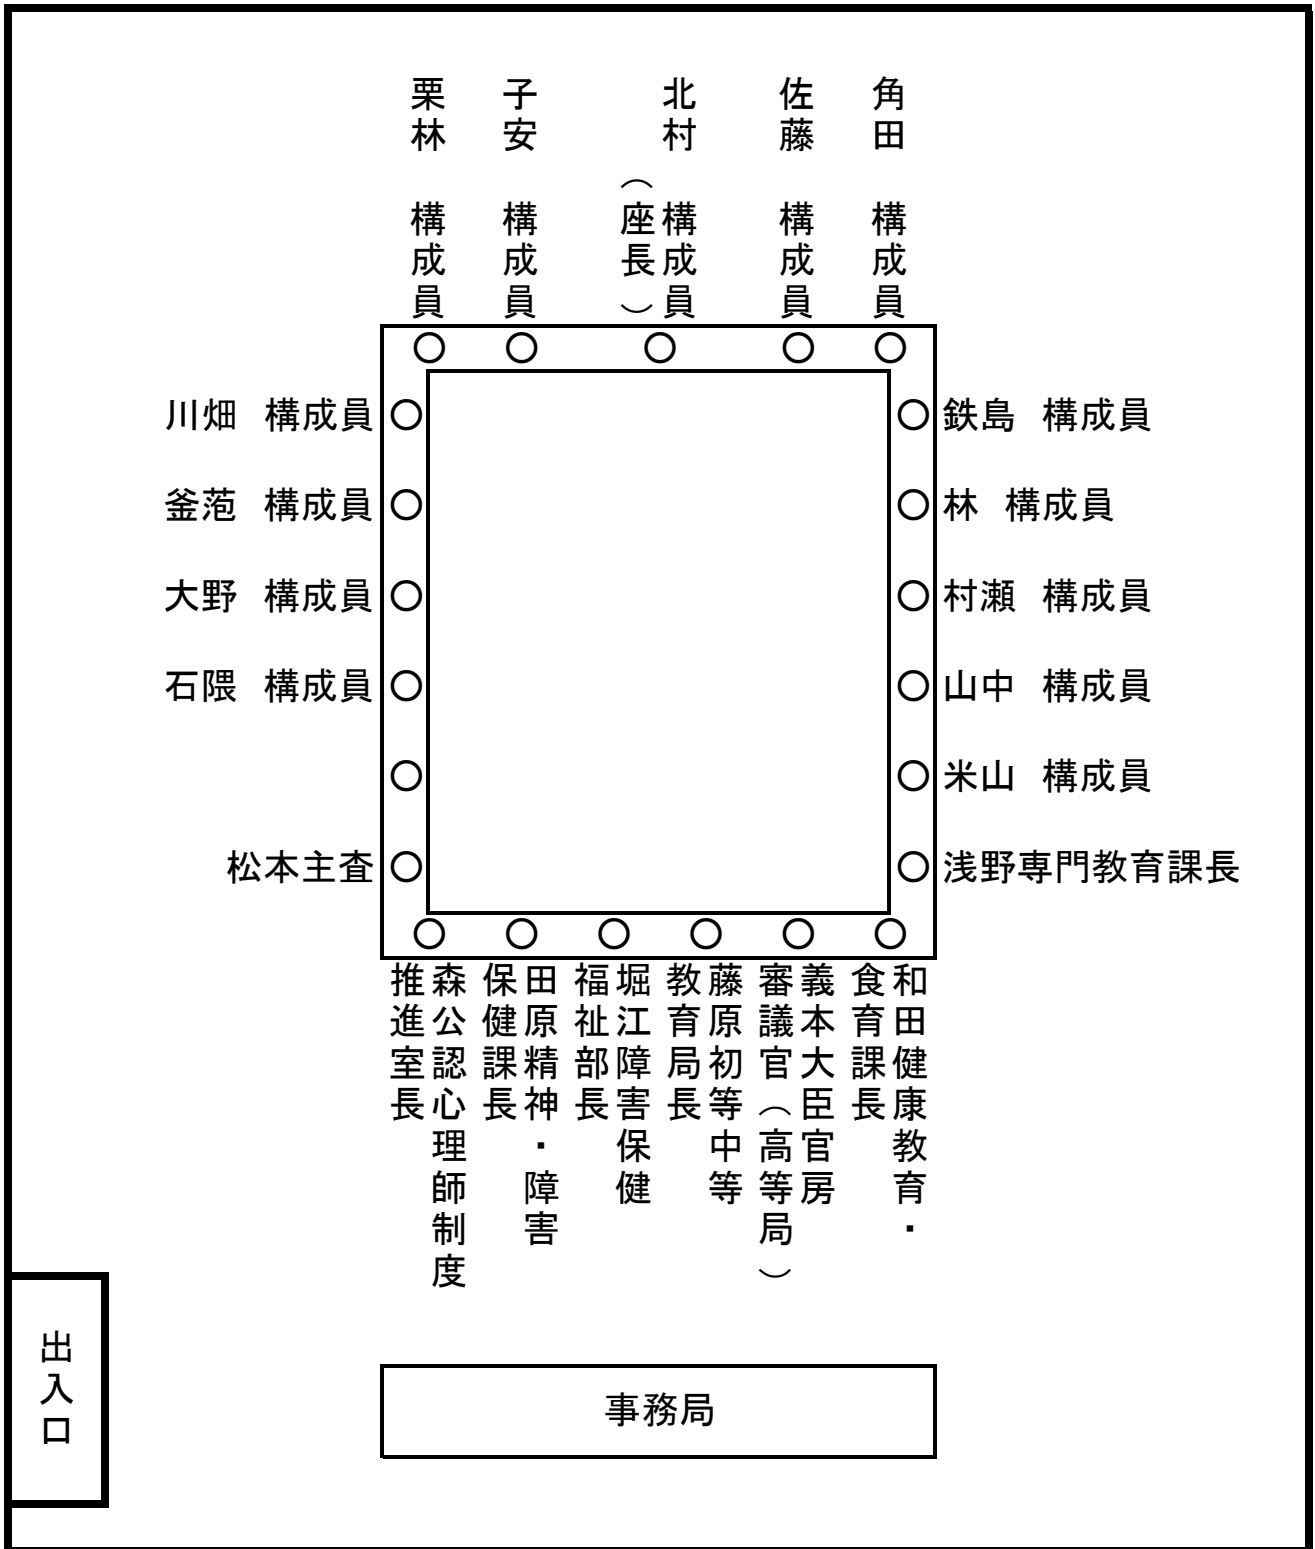 栗林 構成員
子安 構成員
北村 構成員
（座長）
佐藤 構成員
角田 構成員
川畑 構成員
釜萢 構成員
大野 構成員
石隈 構成員
松本主査
鉄島 構成員
林 構成員
村瀬 構成員
山中 構成員
米山 構成員
浅野専門教育課長
森公認心理師制度
推進室長
田原精神・障害
保健課長
堀江障害保健
福祉部長
藤原初等中等
教育局長
義本大臣官房
審議官（高等局）
和田健康教育・
食育課長
出入口
事務局